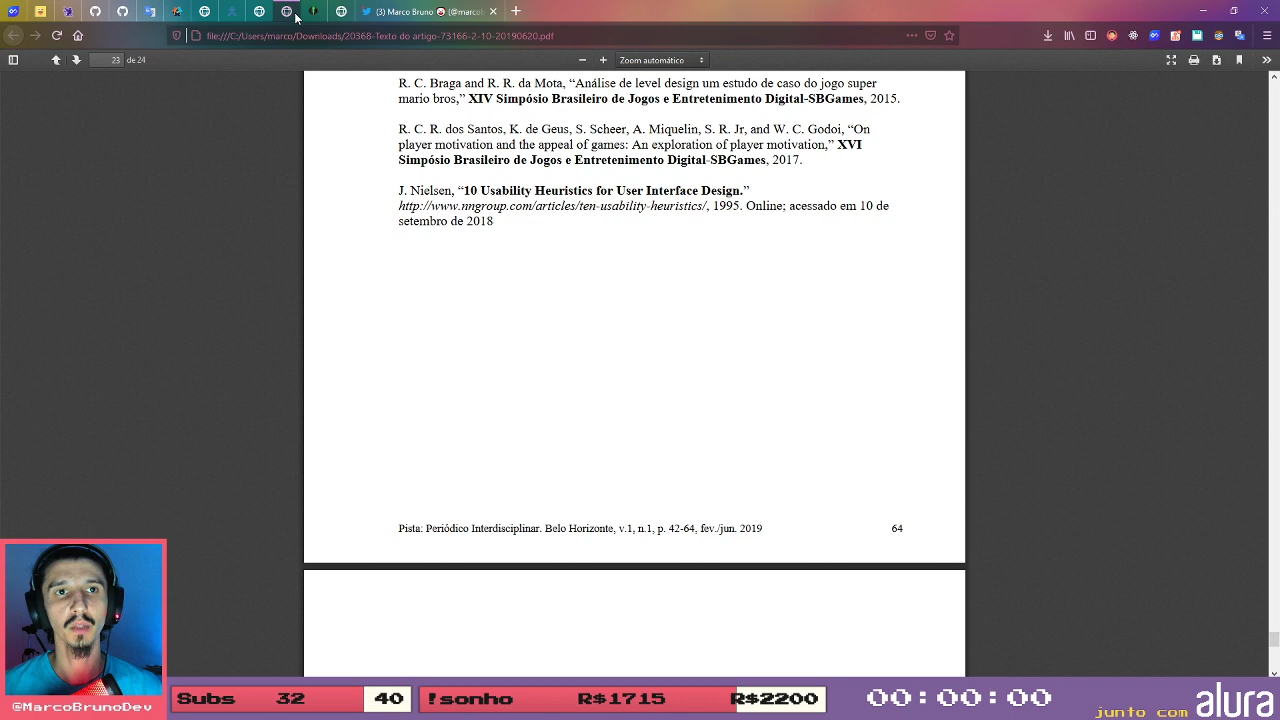 (3) Marco Bruno
(@marcol
file:///C:/Users/marco/Downloads/20368-Texto do artigo-73166-2-10-20190620.pdf
23 de 24
Zoom automático
R. C. Braga and R. R. da Mota, “Análise de level design um estudo de caso do jogo super
mario bros,” XIV Simpósio Brasileiro de Jogos e Entretenimento Digital-SBGames, 2015.
R. C. R. dos Santos, K. de Geus, S. Scheer, A. Miquelin, S. R. Jr, and W. C. Godoi, “On
player motivation and the appeal of games: An exploration of player motivation,” XVI
Simpósio Brasileiro de Jogos e Entretenimento Digital-SBGames, 2017.
J. Nielsen, “10 Usability Heuristics for User Interface Design.”
http://www.nngroup.com/articles/ten-usability-heuristics/, 1995. Online; acessado em 10 de
setembro de 2018
Pista: Periódico Interdisciplinar. Belo Horizonte, v.1, n.1, p. 42-64, fev./jun. 2019 64
@MarcoBrunoDev
Subs 32 40 !sonho R$1715 R$2200 00:00:00
junto com alura